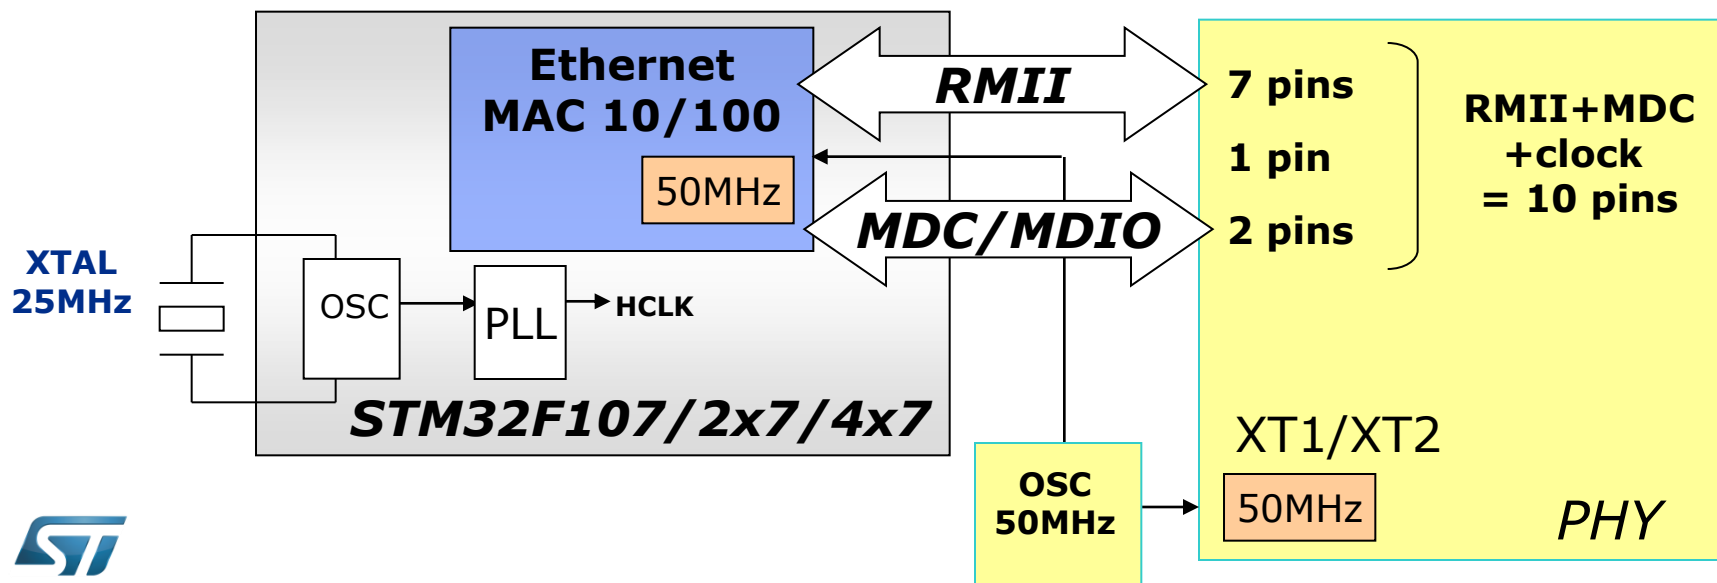 Ethernet
MAC 10/100
50MHz
RMII
MDC/MDIO
7 pins
1 pin
2 pins
RMII+MDC
+clock
= 10 pins
XTAL
25MHz
OSC
PLL
HCLK
STM32F107/2x7/4x7
OSC
50MHz
XT1/XT2
50MHz
PHY
ST